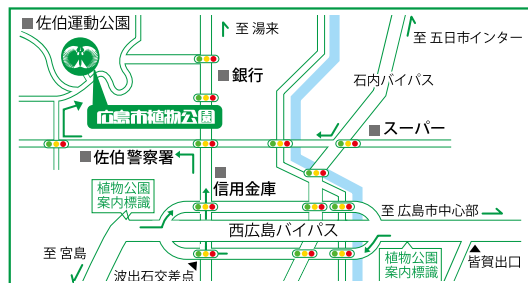 佐伯運動公園
至 湯来
至 五日市インター
銀行
石内バイパス
広島市植物公園
スーパー
佐伯警察署
信用金庫
植物公園
案内標識
至 広島市中心部
西広島バイパス
至 宮島
植物公園
案内標識
皆賀出口
波出石交差点